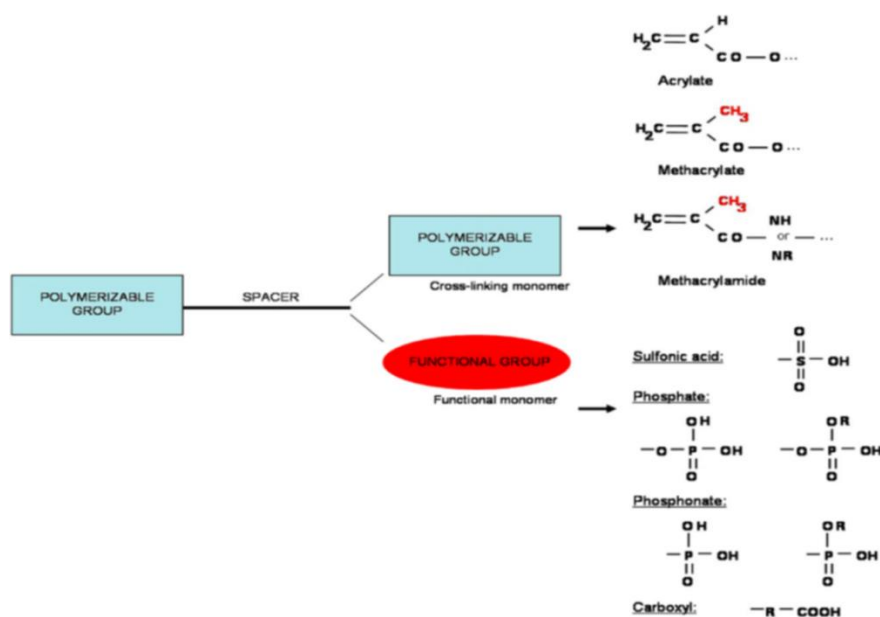 H
H₂C=C
CO—O...
Acrylate
CH₃
H₂C=C
CO—O...
Methacrylate
CH₃
H₂C=C
NH
CO— or —...
NR
Methacrylamide
POLYMERIZABLE
GROUP
Cross-linking monomer
POLYMERIZABLE
GROUP
SPACER
FUNCTIONAL GROUP
Functional monomer
Sulfonic acid:
O
—S—OH
O
Phosphate:
OH OR
—O—P—OH —O—P—OH
O O
Phosphonate:
OH OR
—P—OH —P—OH
O O
Carboxyl: —R—COOH